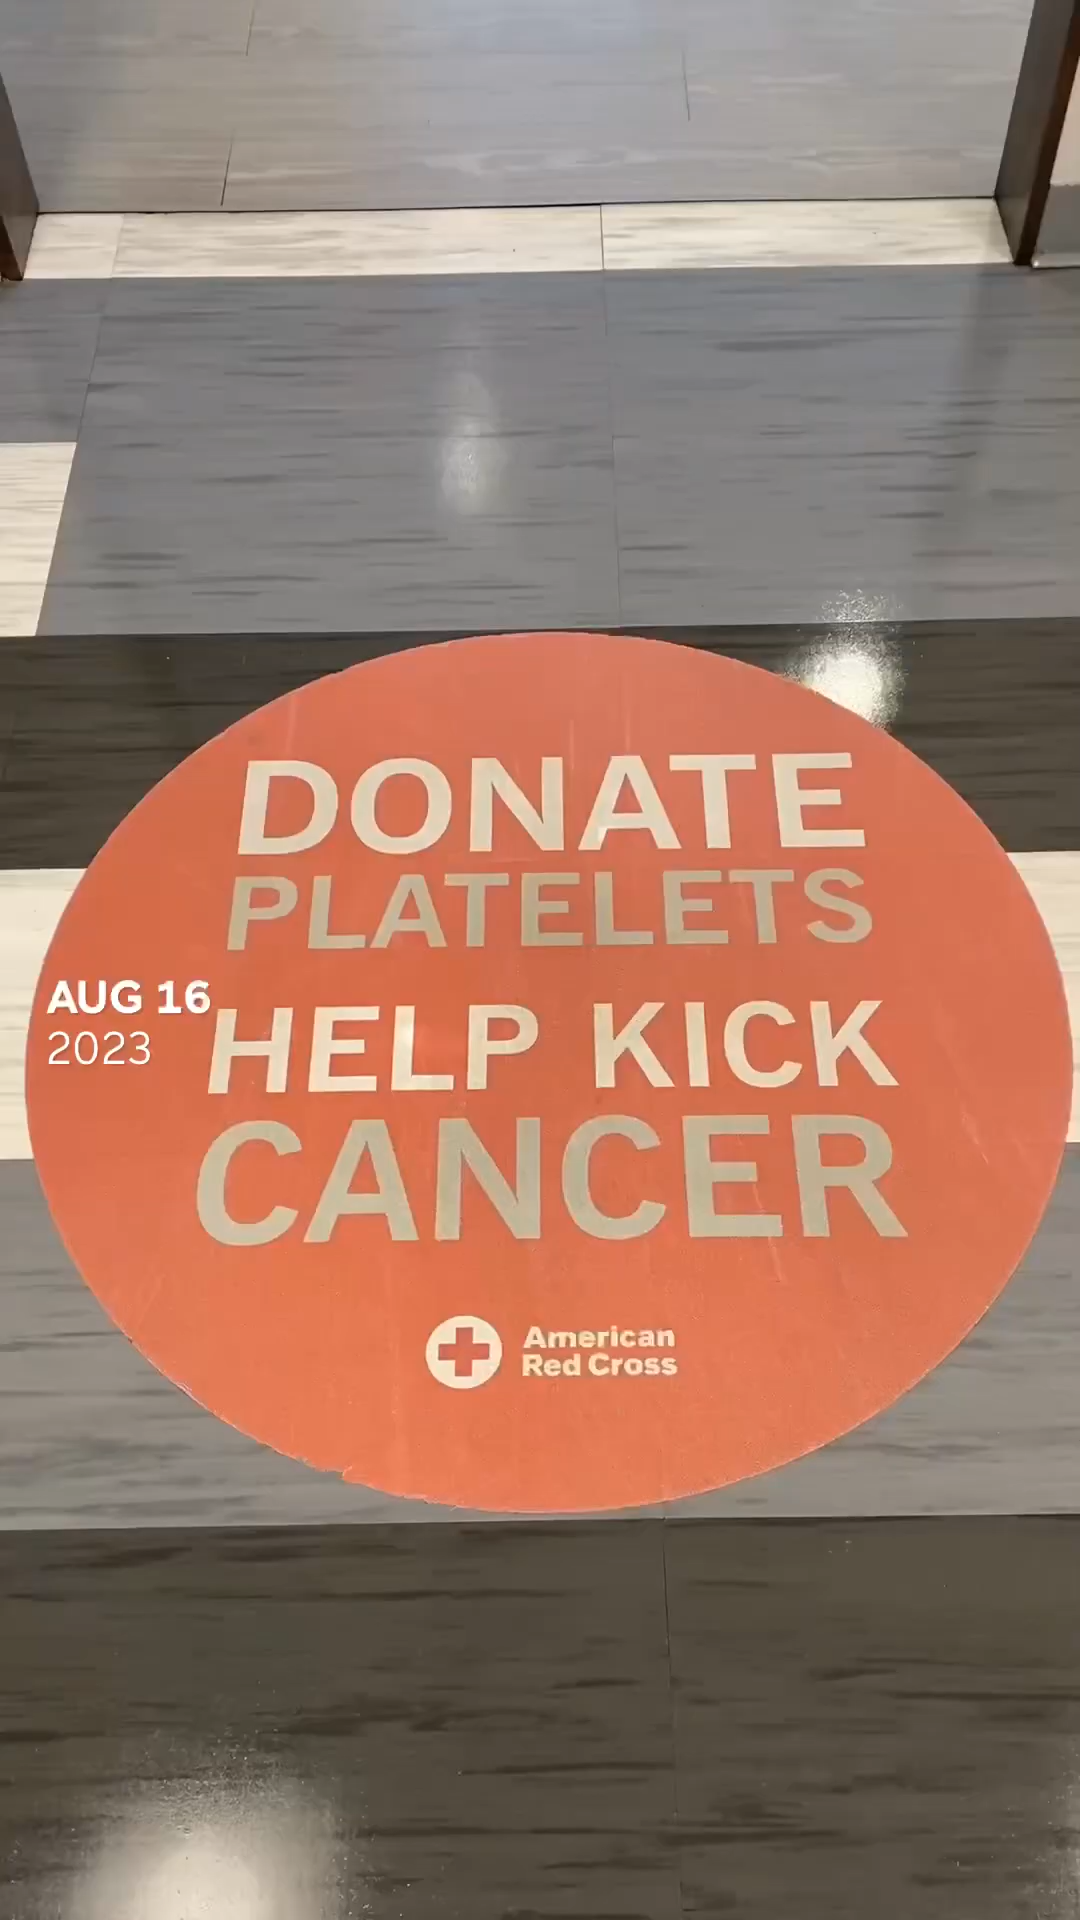 DONATE
PLATELETS
AUG 16
2023
HELP KICK
CANCER
American
Red Cross